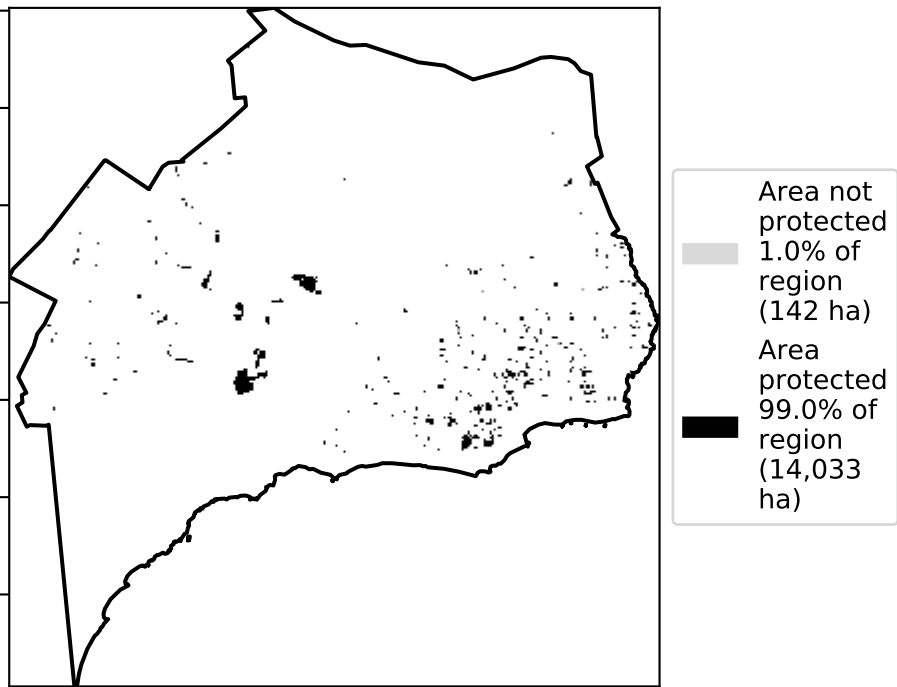 Area not
protected
1.0% of
region
(142 ha)
Area
protected
99.0% of
region
(14,033
ha)